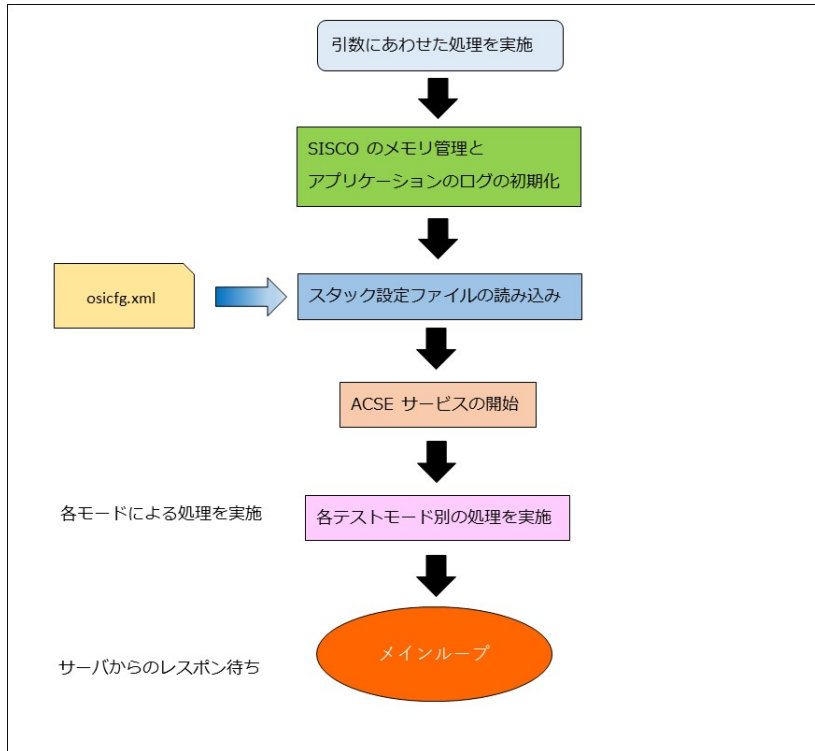 引数にあわせた処理を実施
SISCO のメモリ管理と
アプリケーションのログの初期化
osicfg.xml
スタック設定ファイルの読み込み
ACSE サービスの開始
各モードによる処理を実施
各テストモード別の処理を実施
サーバからのレスポン待ち
メインループ